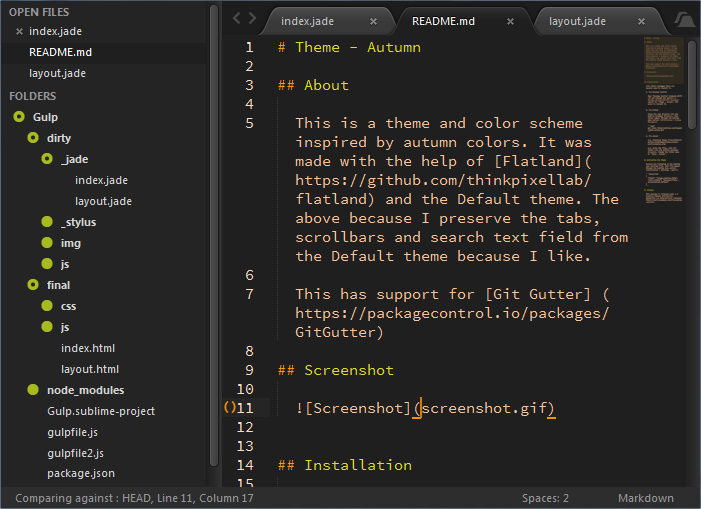 OPEN FILES
index.jade
README.md
layout.jade
FOLDERS
Gulp
dirty
_jade
index.jade
layout.jade
_stylus
img
js
final
css
js
index.html
layout.html
node_modules
Gulp.sublime-project
gulpfile.js
gulpfile2.js
package.json
index.jade
README.md
layout.jade
1 # Theme - Autumn
2
3 ## About
4
5 This is a theme and color scheme
inspired by autumn colors. It was
made with the help of [Flatland](
https://github.com/thinkpixellab/
flatland) and the Default theme. The
above because I preserve the tabs,
scrollbars and search text field from
the Default theme because I like.
6
7 This has support for [Git Gutter] (
https://packagecontrol.io/packages/
GitGutter)
8
9 ## Screenshot
10
() 11 ![Screenshot](screenshot.gif)
12
13
14 ## Installation
15
Comparing against : HEAD, Line 11, Column 17
Spaces: 2
Markdown